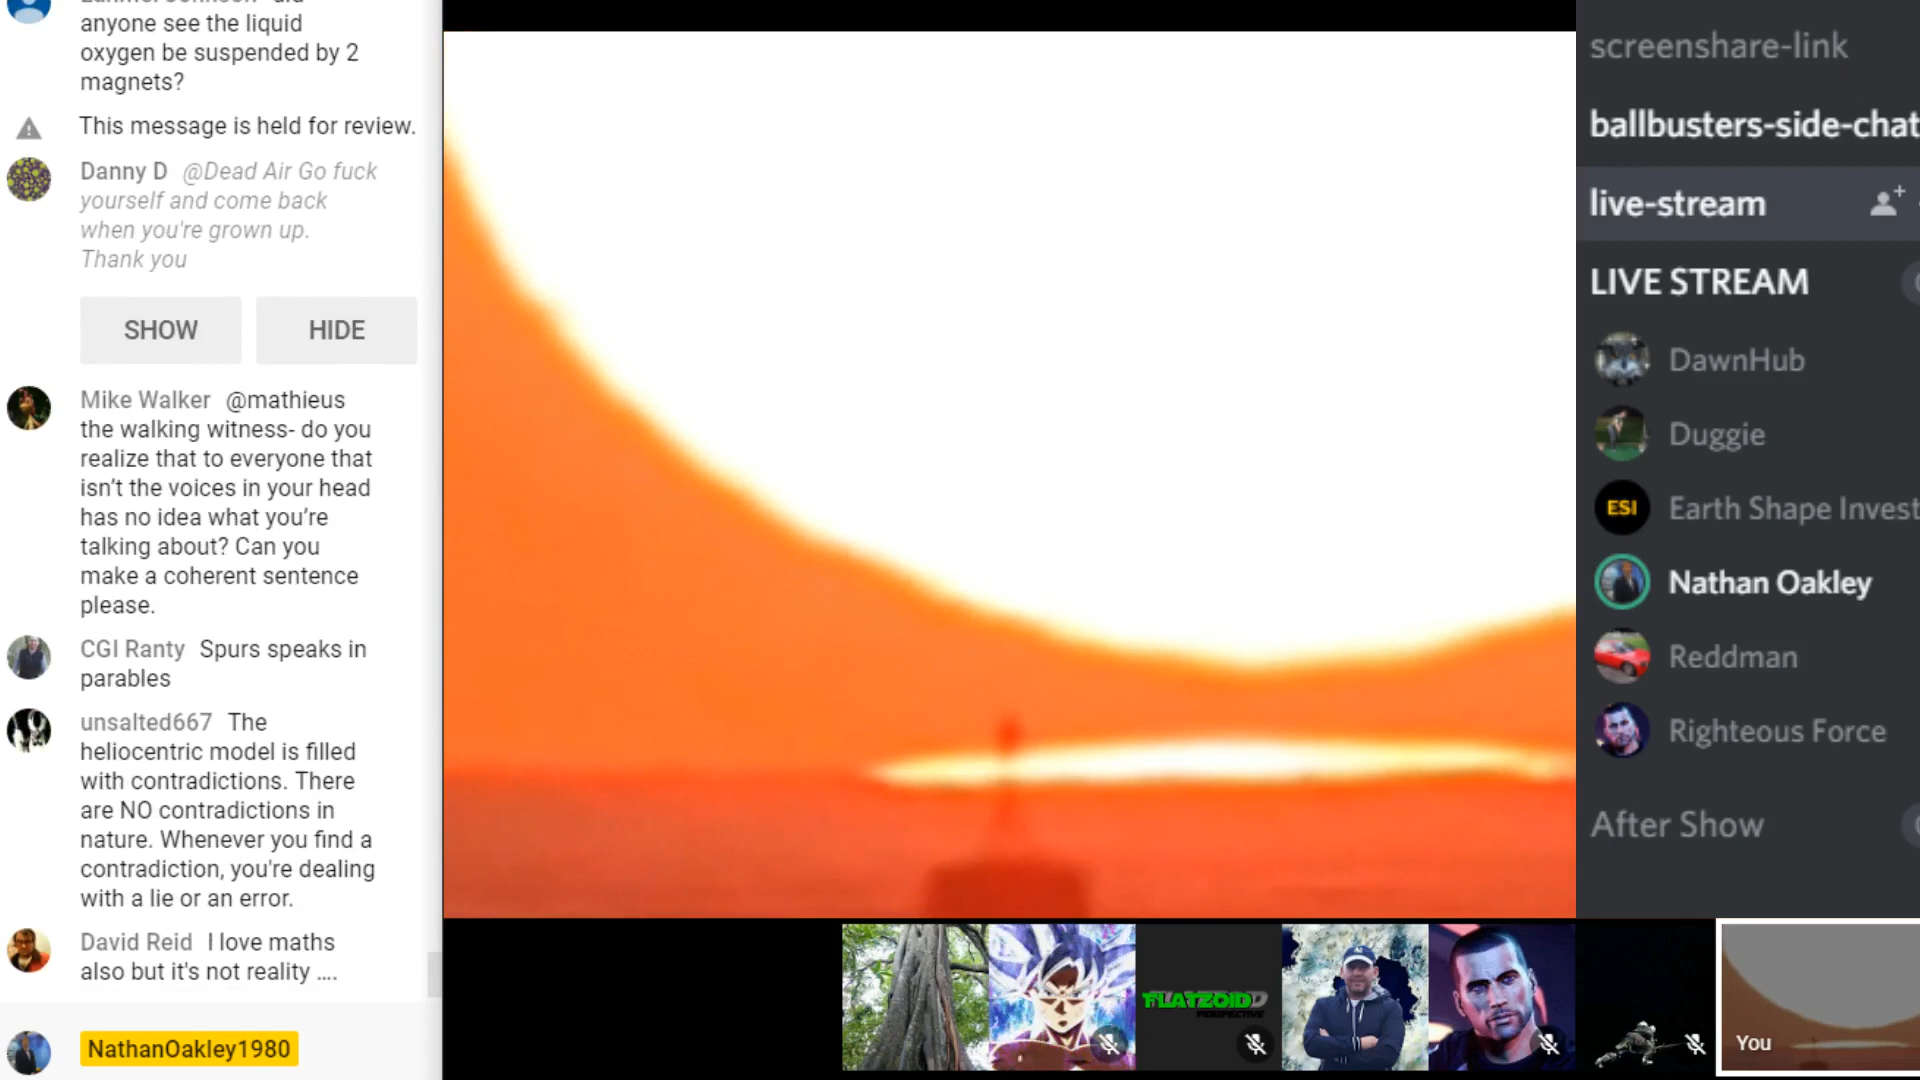 anyone see the liquid
oxygen be suspended by 2
magnets?
This message is held for review.
Danny D @Dead Air Go fuck
yourself and come back
when you're grown up.
Thank you
SHOW HIDE
Mike Walker @mathieus
the walking witness- do you
realize that to everyone that
isn't the voices in your head
has no idea what you're
talking about? Can you
make a coherent sentence
please.
CGI Ranty Spurs speaks in
parables
unsalted667 The
heliocentric model is filled
with contradictions. There
are NO contradictions in
nature. Whenever you find a
contradiction, you're dealing
with a lie or an error.
David Reid I love maths
also but it's not reality ....
NathanOakley1980
FLATZOIDD
PERSPECTIVE
You
screenshare-link
ballbusters-side-chat
live-stream
LIVE STREAM
DawnHub
Duggie
ESI Earth Shape Invest
Nathan Oakley
Reddman
Righteous Force
After Show